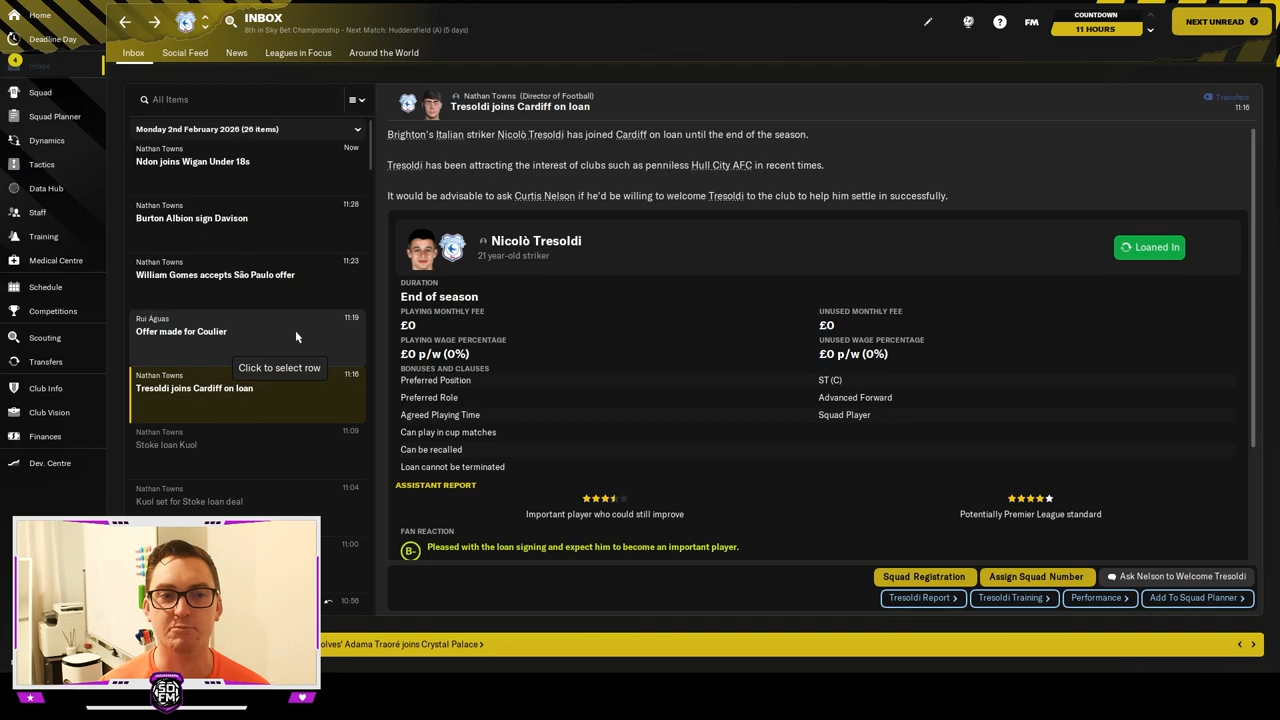 Home
Deadline Day
4
Inbox
Squad
Squad Planner
Dynamics
Tactics
Data Hub
Staff
Training
Medical Centre
Schedule
Competitions
Scouting
Transfers
Club Info
Club Vision
Finances
Dev. Centre
INBOX
8th in Sky Bet Championship - Next Match: Huddersfield (A) (5 days)
FM
COUNTDOWN
11 HOURS
NEXT UNREAD
Inbox
Social Feed
News
Leagues in Focus
Around the World
All Items
Monday 2nd February 2026 (26 items)
Nathan Towns
Now
Ndon joins Wigan Under 18s
Nathan Towns
11:28
Burton Albion sign Davison
Nathan Towns
11:23
William Gomes accepts São Paulo offer
Rui Águas
11:19
Offer made for Coulier
Click to select row
Nathan Towns
11:16
Tresoldi joins Cardiff on loan
Nathan Towns
11:09
Stoke loan Kuol
Nathan Towns
11:04
Kuol set for Stoke loan deal
11:00
10:56
Nathan Towns (Director of Football)
Tresoldi joins Cardiff on loan
Transfers
11:16
Brighton's Italian striker Nicolò Tresoldi has joined Cardiff on loan until the end of the season.
Tresoldi has been attracting the interest of clubs such as penniless Hull City AFC in recent times.
It would be advisable to ask Curtis Nelson if he'd be willing to welcome Tresoldi to the club to help him settle in successfully.
Nicolò Tresoldi
21 year-old striker
Loaned In
DURATION
End of season
PLAYING MONTHLY FEE
UNUSED MONTHLY FEE
£0
£0
PLAYING WAGE PERCENTAGE
UNUSED WAGE PERCENTAGE
£0 p/w (0%)
£0 p/w (0%)
BONUSES AND CLAUSES
Preferred Position
ST (C)
Preferred Role
Advanced Forward
Agreed Playing Time
Squad Player
Can play in cup matches
Can be recalled
Loan cannot be terminated
ASSISTANT REPORT
Important player who could still improve
Potentially Premier League standard
FAN REACTION
B-
Pleased with the loan signing and expect him to become an important player.
Squad Registration
Assign Squad Number
Ask Nelson to Welcome Tresoldi
Tresoldi Report
Tresoldi Training
Performance
Add To Squad Planner
olves' Adama Traoré joins Crystal Palace
SD
FM